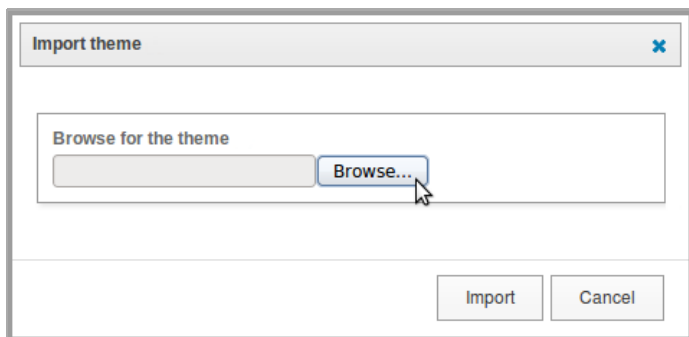 Import theme
Browse for the theme
Browse...
Import
Cancel